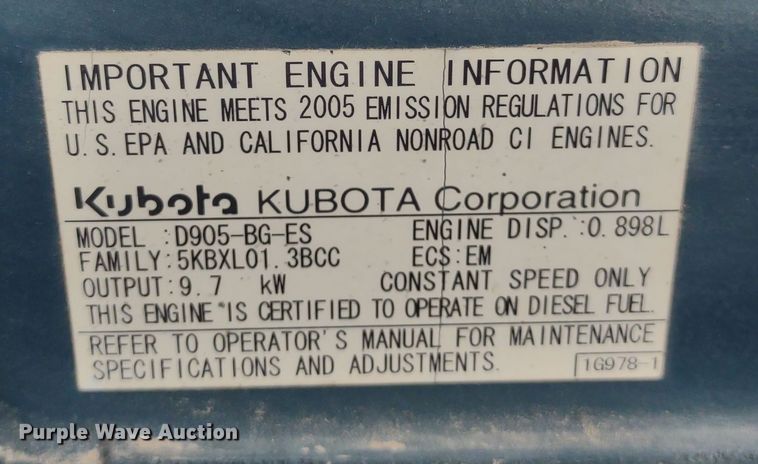 IMPORTANT ENGINE INFORMATION
THIS ENGINE MEETS 2005 EMISSION REGULATIONS FOR
U.S.EPA AND CALIFORNIA NONROAD CI ENGINES.
Kubota KUBOTA Corporation
MODEL :D905-BG-ES ENGINE DISP.:0.898L
FAMILY:5KBXL01.3BCC ECS:EM
OUTPUT:9.7 kW CONSTANT SPEED ONLY
THIS ENGINE IS CERTIFIED TO OPERATE ON DIESEL FUEL.
REFER TO OPERATOR'S MANUAL FOR MAINTENANCE
SPECIFICATIONS AND ADJUSTMENTS. 1G978-1
Purple Wave Auction